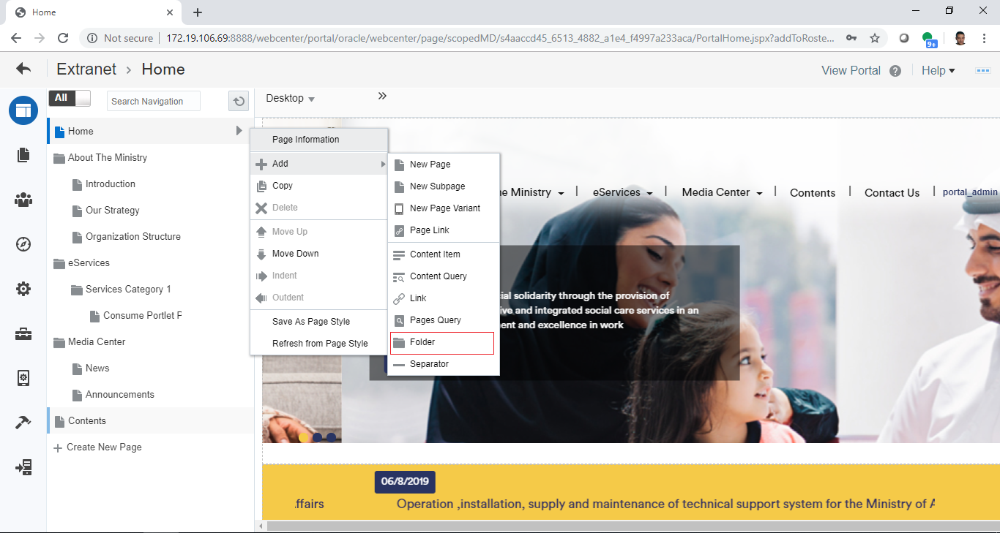 Home
Not secure
172.19.106.69:8888/webcenter/portal/oracle/webcenter/page/scopedMD/s4aaccd45_6513_4882_a1e4_f4997a233aca/PortalHome.jspx?addToRoste...
9+
Extranet > Home
View Portal
Help
All
Search Navigation
Desktop
Home
About The Ministry
Introduction
Our Strategy
Organization Structure
eServices
Services Category 1
Consume Portlet P
Media Center
News
Announcements
Contents
Create New Page
Page Information
Add
Copy
Delete
Move Up
Move Down
Indent
Outdent
Save As Page Style
Refresh from Page Style
New Page
New Subpage
New Page Variant
Page Link
Content Item
Content Query
Link
Pages Query
Folder
Separator
Ministry
eServices
Media Center
Contents
Contact Us
portal_admin
solidarity through the provision of
and integrated social care services in an
and excellence in work
06/8/2019
Operation ,installation, supply and maintenance of technical support system for the Ministry of